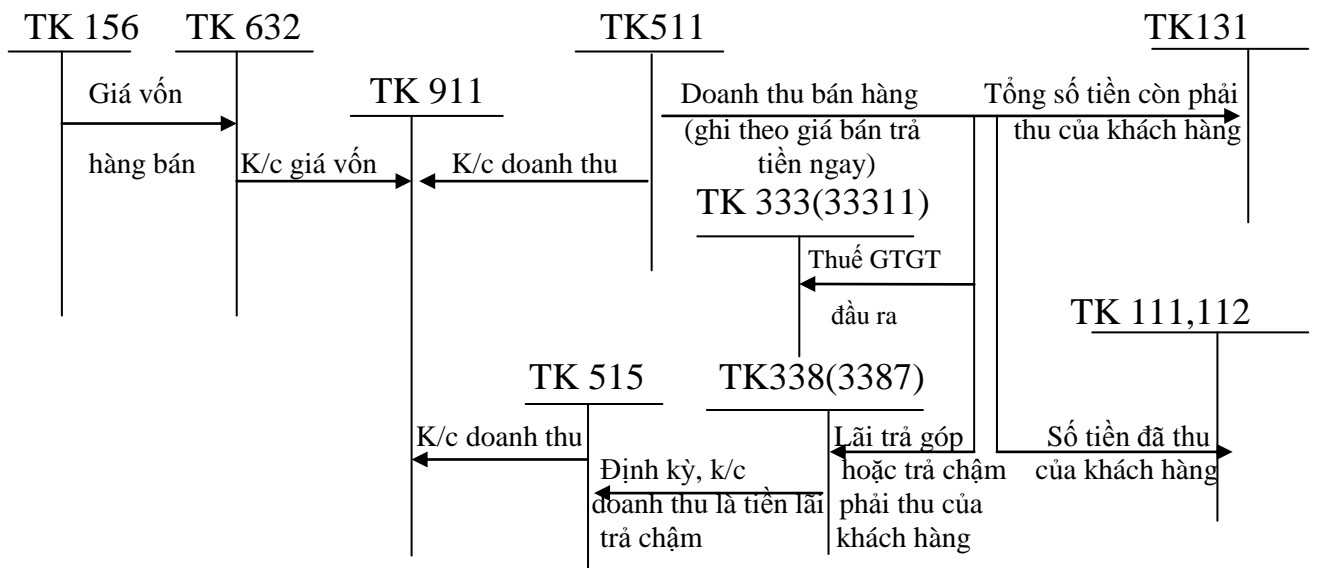 TK 156
TK 632
TK511
TK131
Giá vốn
hàng bán
TK 911
K/c giá vốn
K/c doanh thu
Doanh thu bán hàng
(ghi theo giá bán trả
tiền ngay)
Tổng số tiền còn phải
thu của khách hàng
TK 333(33311)
Thuế GTGT
đầu ra
TK 111,112
TK 515
TK338(3387)
K/c doanh thu
Định kỳ, k/c
doanh thu là tiền lãi
trả chậm
Lãi trả góp
hoặc trả chậm
phải thu của
khách hàng
Số tiền đã thu
của khách hàng